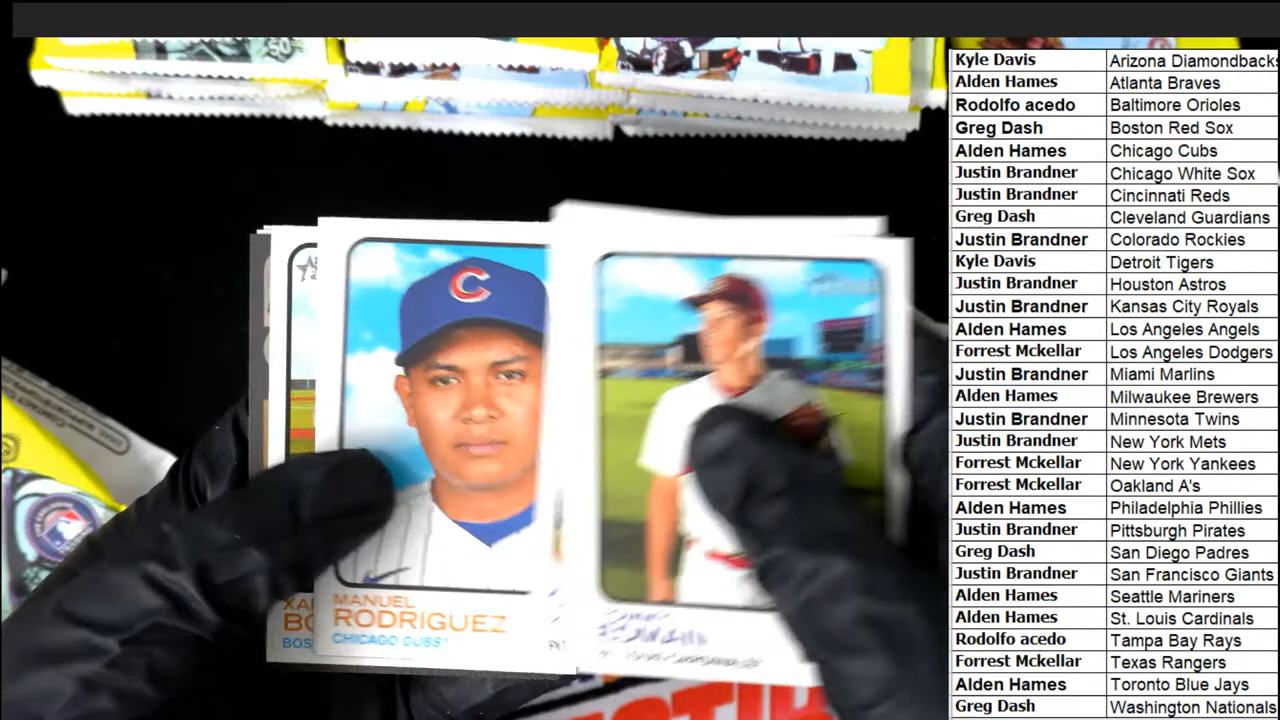 Kyle Davis Arizona Diamondbacks
Alden Hames Atlanta Braves
Rodolfo acedo Baltimore Orioles
Greg Dash Boston Red Sox
Alden Hames Chicago Cubs
Justin Brandner Chicago White Sox
Justin Brandner Cincinnati Reds
Greg Dash Cleveland Guardians
Justin Brandner Colorado Rockies
Kyle Davis Detroit Tigers
Justin Brandner Houston Astros
Justin Brandner Kansas City Royals
Alden Hames Los Angeles Angels
Forrest Mckellar Los Angeles Dodgers
Justin Brandner Miami Marlins
Alden Hames Milwaukee Brewers
Justin Brandner Minnesota Twins
Justin Brandner New York Mets
Forrest Mckellar New York Yankees
Forrest Mckellar Oakland A's
Alden Hames Philadelphia Phillies
Justin Brandner Pittsburgh Pirates
Greg Dash San Diego Padres
Justin Brandner San Francisco Giants
Alden Hames Seattle Mariners
Alden Hames St. Louis Cardinals
Rodolfo acedo Tampa Bay Rays
Forrest Mckellar Texas Rangers
Alden Hames Toronto Blue Jays
Greg Dash Washington Nationals
C
MANUEL
RODRIGUEZ
CHICAGO CUBS
XA
BO
BOS
50